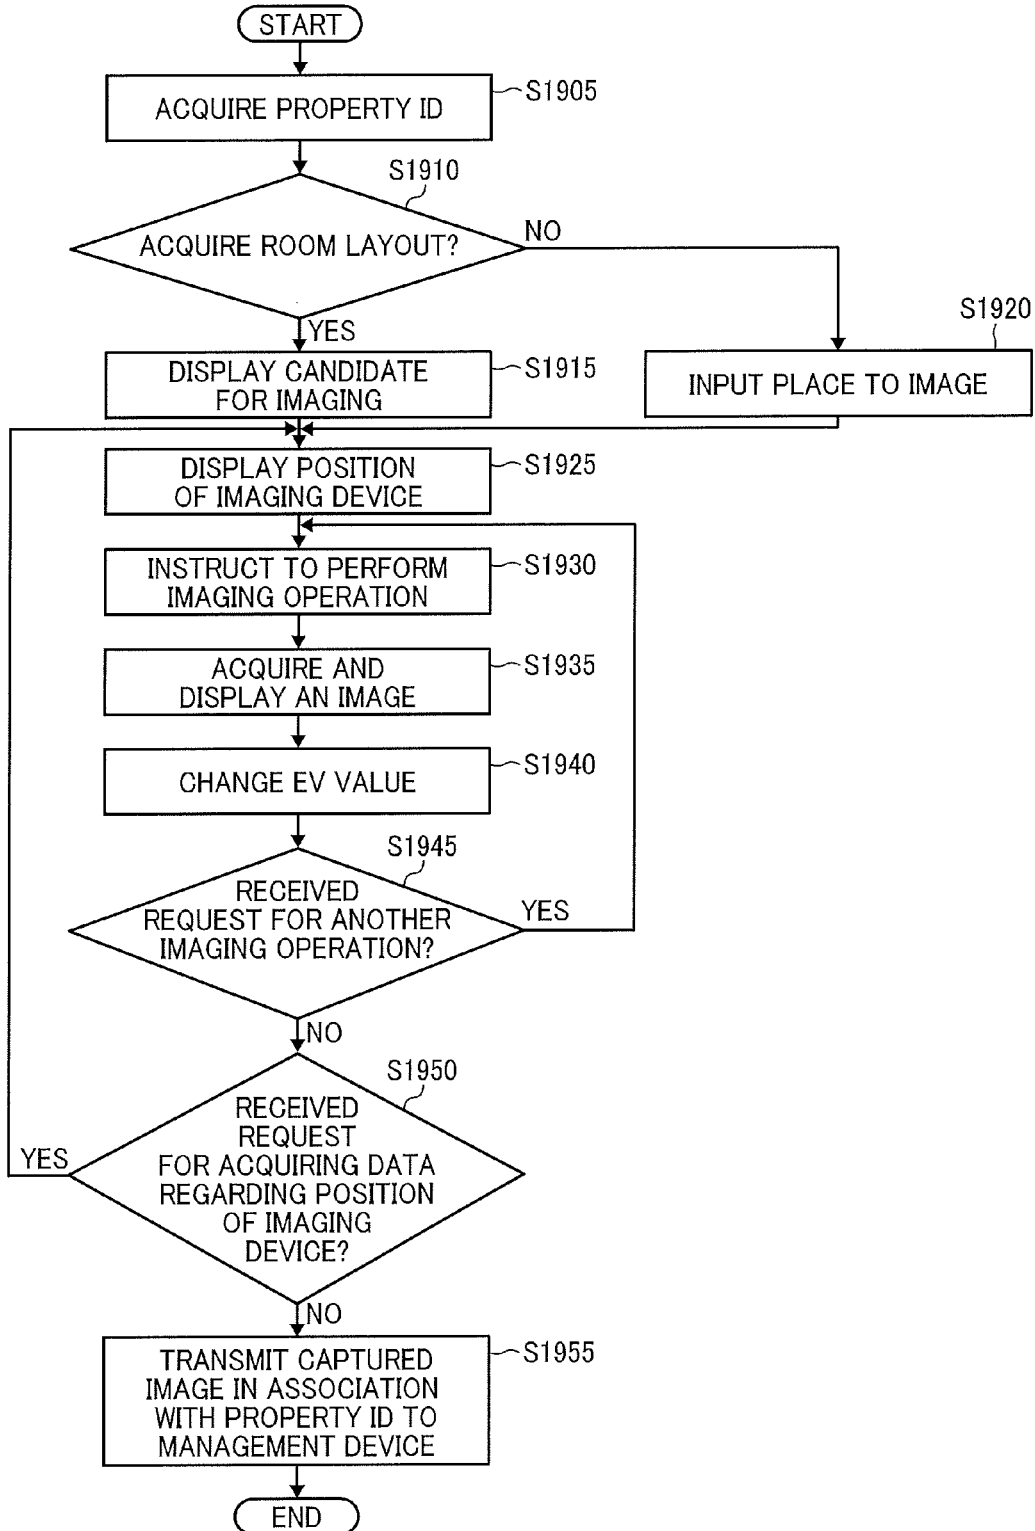 START
ACQUIRE PROPERTY ID
S1905
S1910
ACQUIRE ROOM LAYOUT?
NO
YES
S1920
DISPLAY CANDIDATE
FOR IMAGING
S1915
INPUT PLACE TO IMAGE
DISPLAY POSITION
OF IMAGING DEVICE
S1925
INSTRUCT TO PERFORM
IMAGING OPERATION
S1930
ACQUIRE AND
DISPLAY AN IMAGE
S1935
CHANGE EV VALUE
S1940
S1945
RECEIVED
REQUEST FOR ANOTHER
IMAGING OPERATION?
YES
NO
S1950
RECEIVED
REQUEST
FOR ACQUIRING DATA
REGARDING POSITION
OF IMAGING
DEVICE?
YES
NO
TRANSMIT CAPTURED
IMAGE IN ASSOCIATION
WITH PROPERTY ID TO
MANAGEMENT DEVICE
S1955
END